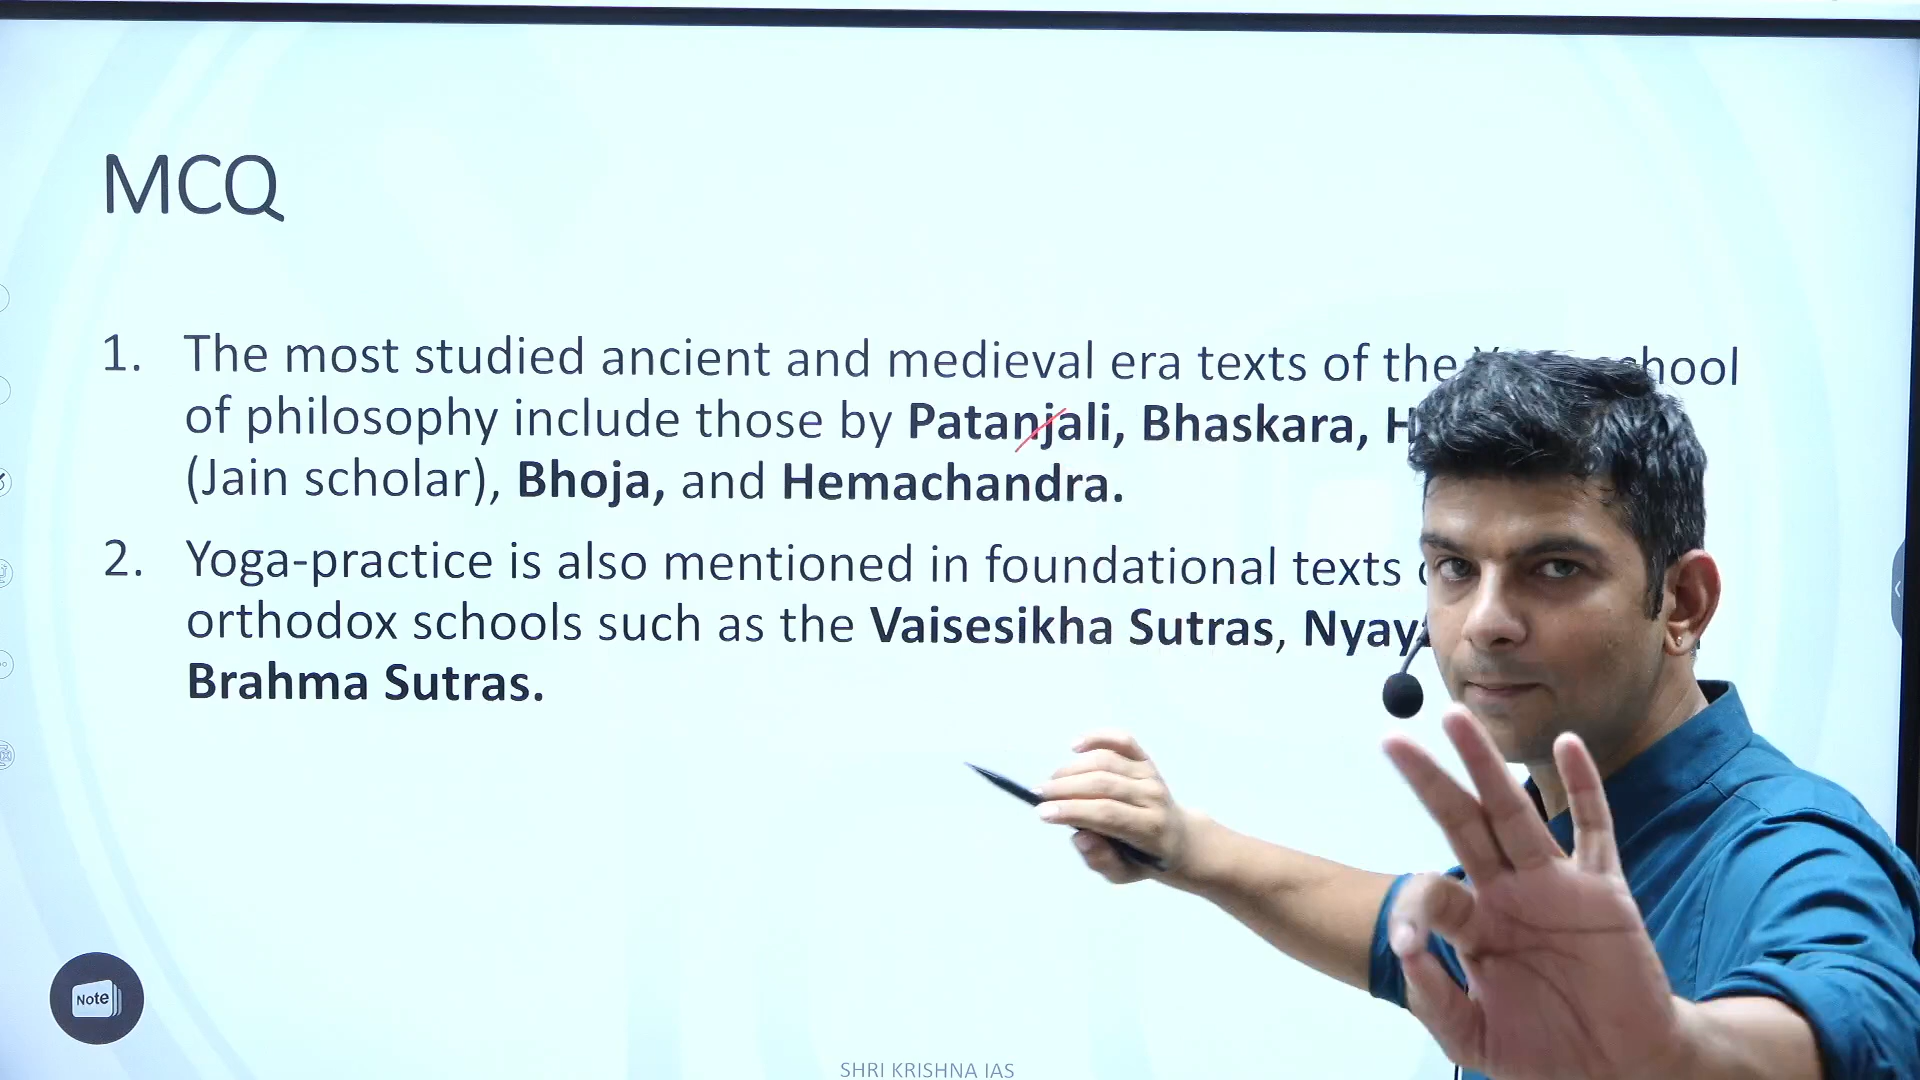 MCQ
1. The most studied ancient and medieval era texts of the school
of philosophy include those by Patanjali, Bhaskara,
(Jain scholar), Bhoja, and Hemachandra.
2. Yoga-practice is also mentioned in foundational texts
orthodox schools such as the Vaisesikha Sutras,
Brahma Sutras.
Note
SHRI KRISHNA IAS